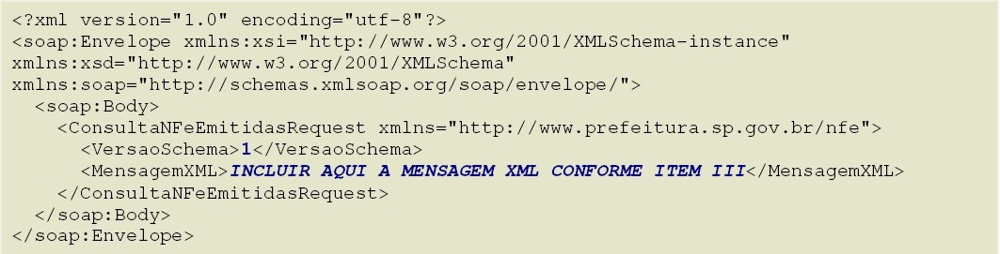 <?xml version="1.0" encoding="utf-8"?>
<soap:Envelope xmlns:xsi="http://www.w3.org/2001/XMLSchema-instance"
xmlns:xsd="http://www.w3.org/2001/XMLSchema"
xmlns:soap="http://schemas.xmlsoap.org/soap/envelope/">
  <soap:Body>
    <ConsultaNFeEmitidasRequest xmlns="http://www.prefeitura.sp.gov.br/nfe">
      <VersaoSchema>1</VersaoSchema>
      <MensagemXML>INCLUIR AQUI A MENSAGEM XML CONFORME ITEM III</MensagemXML>
    </ConsultaNFeEmitidasRequest>
  </soap:Body>
</soap:Envelope>